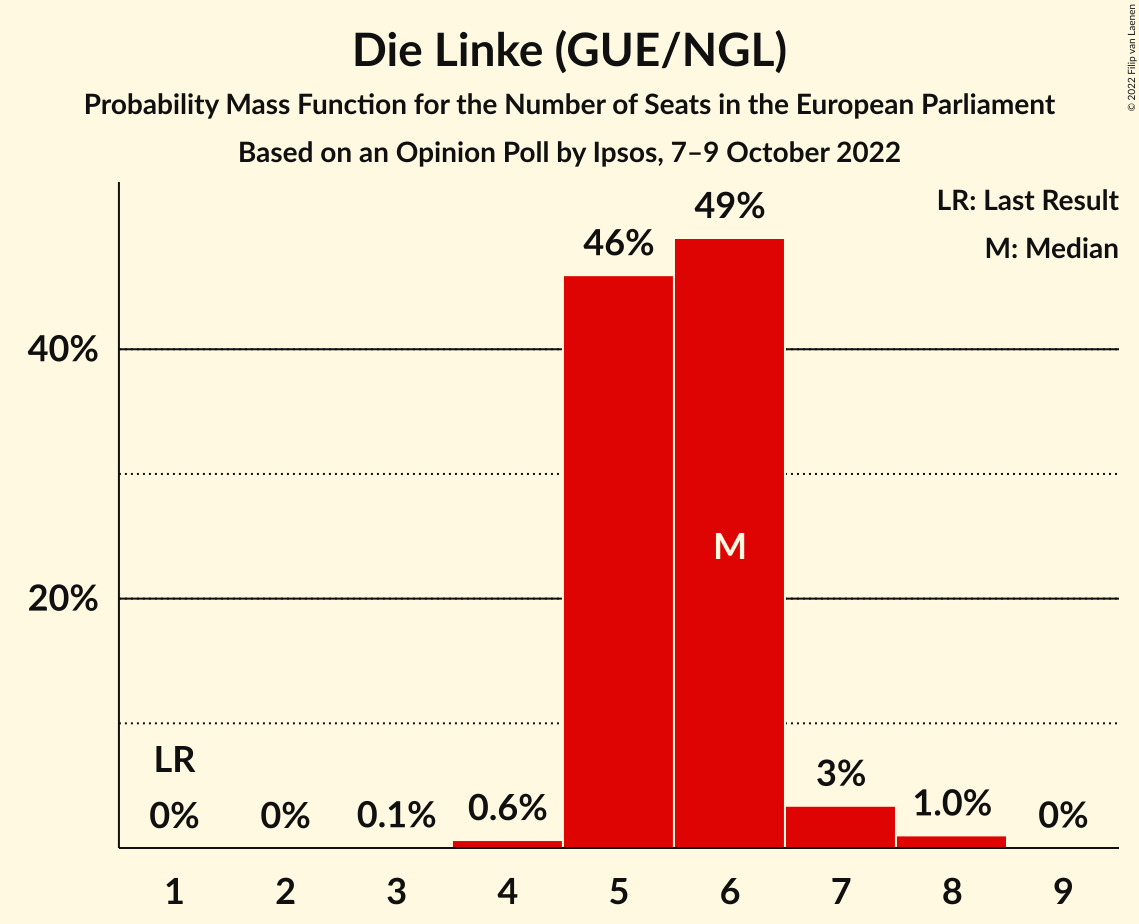 Die Linke (GUE/NGL)
Probability Mass Function for the Number of Seats in the European Parliament
Based on an Opinion Poll by Ipsos, 7–9 October 2022
© 2022 Filip van Laenen
LR: Last Result
M: Median
49%
46%
40%
M
20%
LR
0%
0%
0.1%
0.6%
3%
1.0%
0%
1 2 3 4 5 6 7 8 9